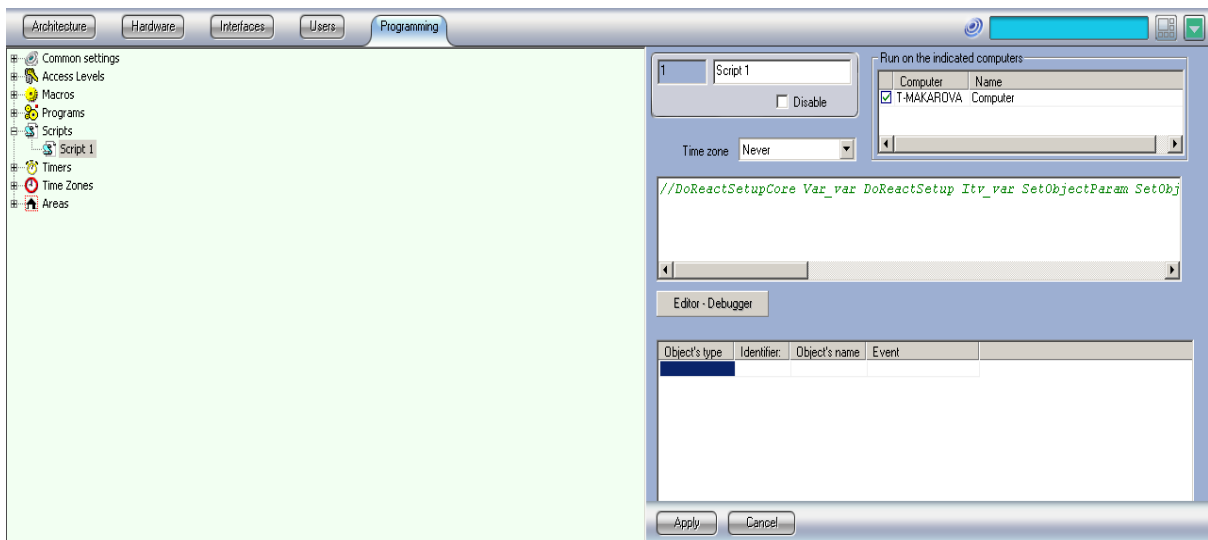 Architecture Hardware Interfaces Users Programming
Common settings
Access Levels
Macros
Programs
Scripts
Script 1
Timers
Time Zones
Areas
1 Script 1
Disable
Run on the indicated computers
Computer Name
T-MAKAROVA Computer
Time zone Never
//DoReactSetupCore Var_var DoReactSetup Itv_var SetObjectParam SetObj
Editor - Debugger
Object's type Identifier: Object's name Event
Apply Cancel